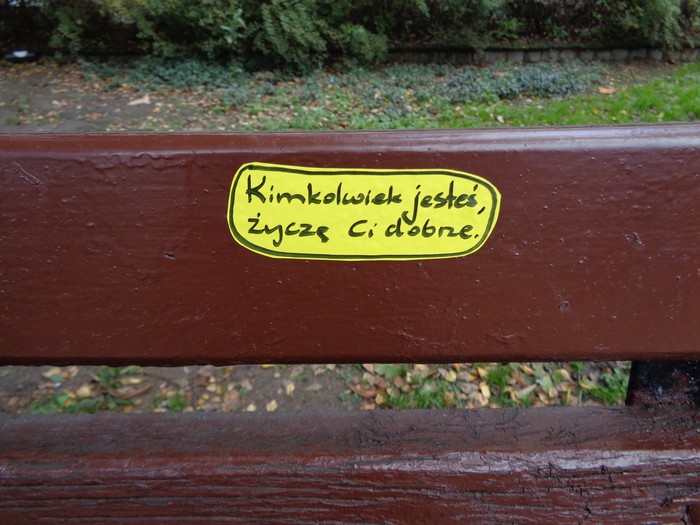 Kimkolwiek jesteś,
Życzę Ci dobrze.